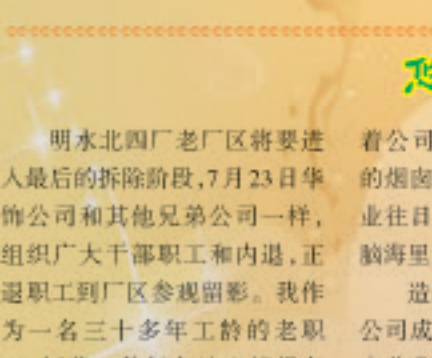 明水北四厂老厂区将要进
入最后的拆除阶段,7月23日华
饰公司和其他兄弟公司一样,
组织广大干部职工和内退,正
退职工到厂区参观留影。我作
为一名三十多年工龄的老职
着公司
的烟囱
业往日
脑海里
造
公司成